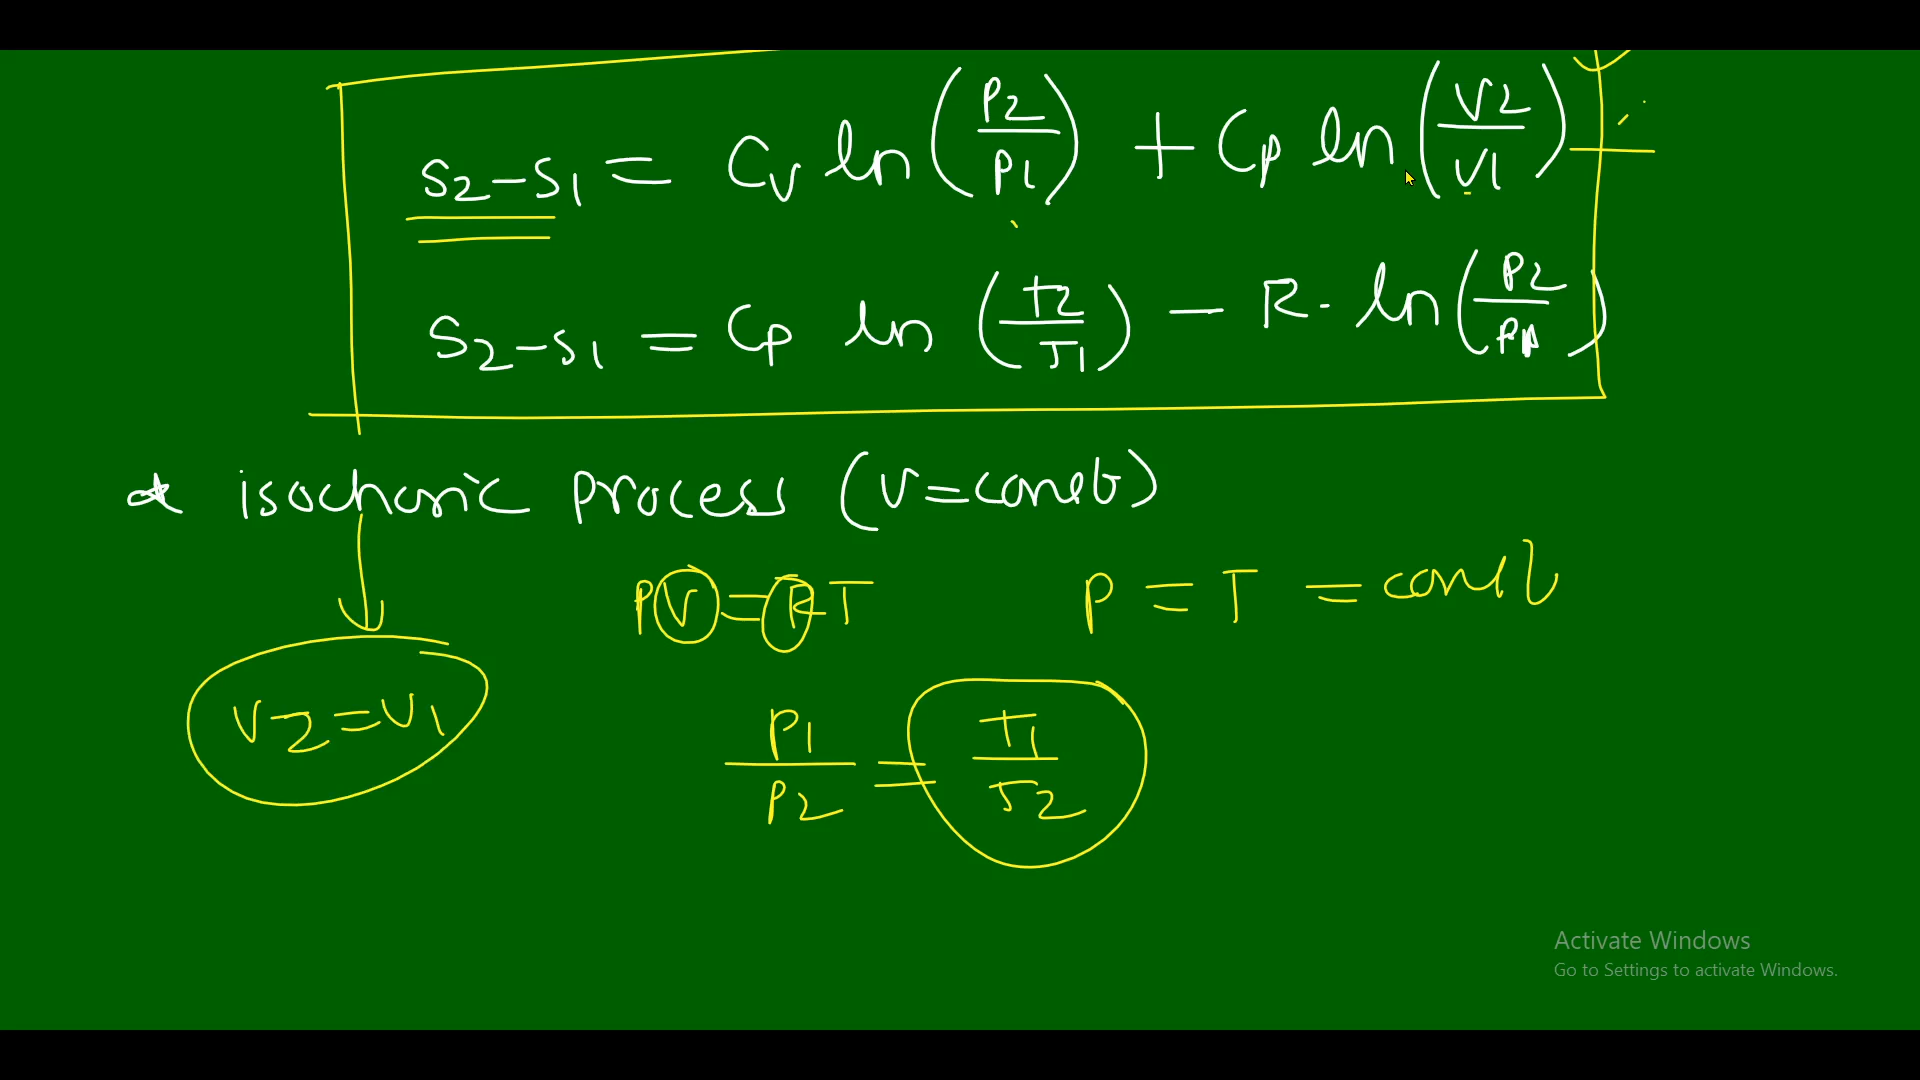 S2-S1 = Cv ln(P2/P1) + Cp ln(V2/V1)
S2-S1 = Cp ln(T2/T1) - R. ln(P2/P1)
* isochoric process (V=const)
PV=RT P = T = const
V2=V1
P1/P2 = T1/T2
Activate Windows
Go to Settings to activate Windows.